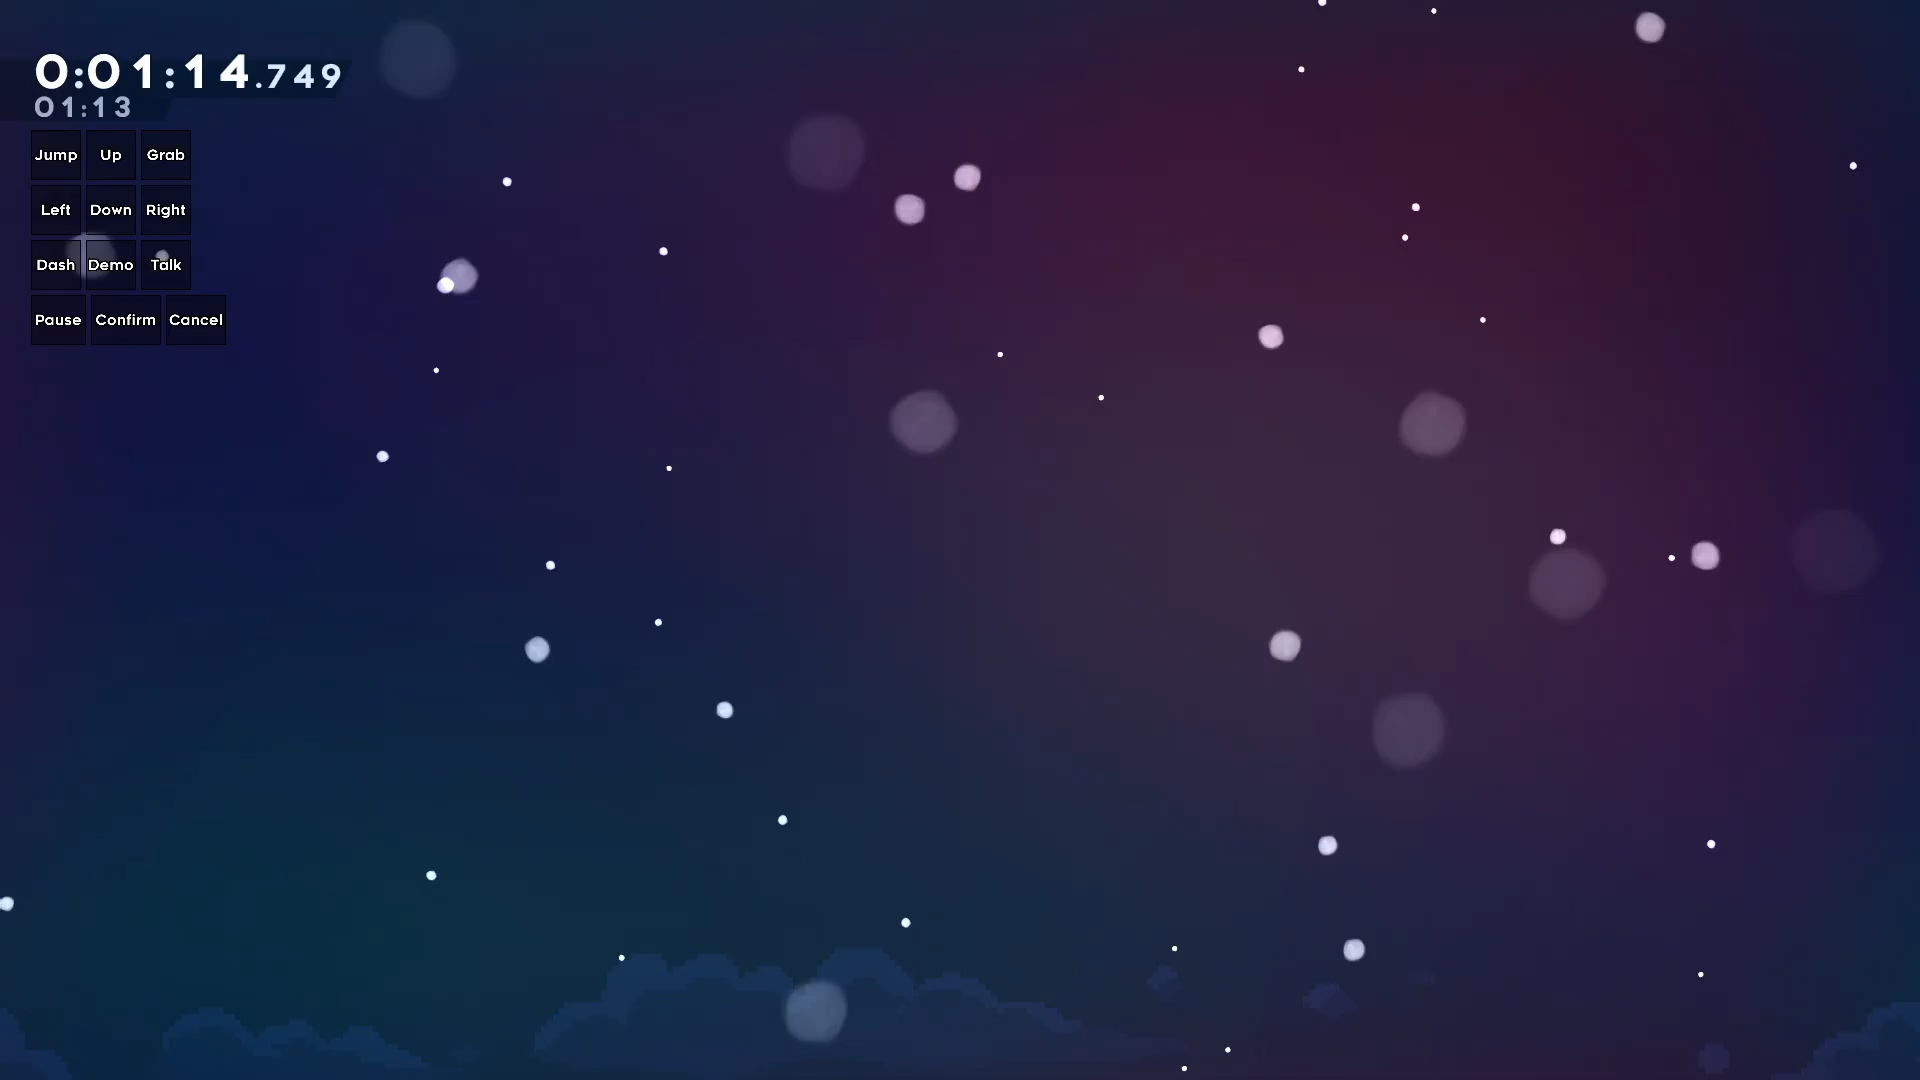 0:01:14.749
01:13
Jump Up Grab
Left Down Right
Dash Demo Talk
Pause Confirm Cancel